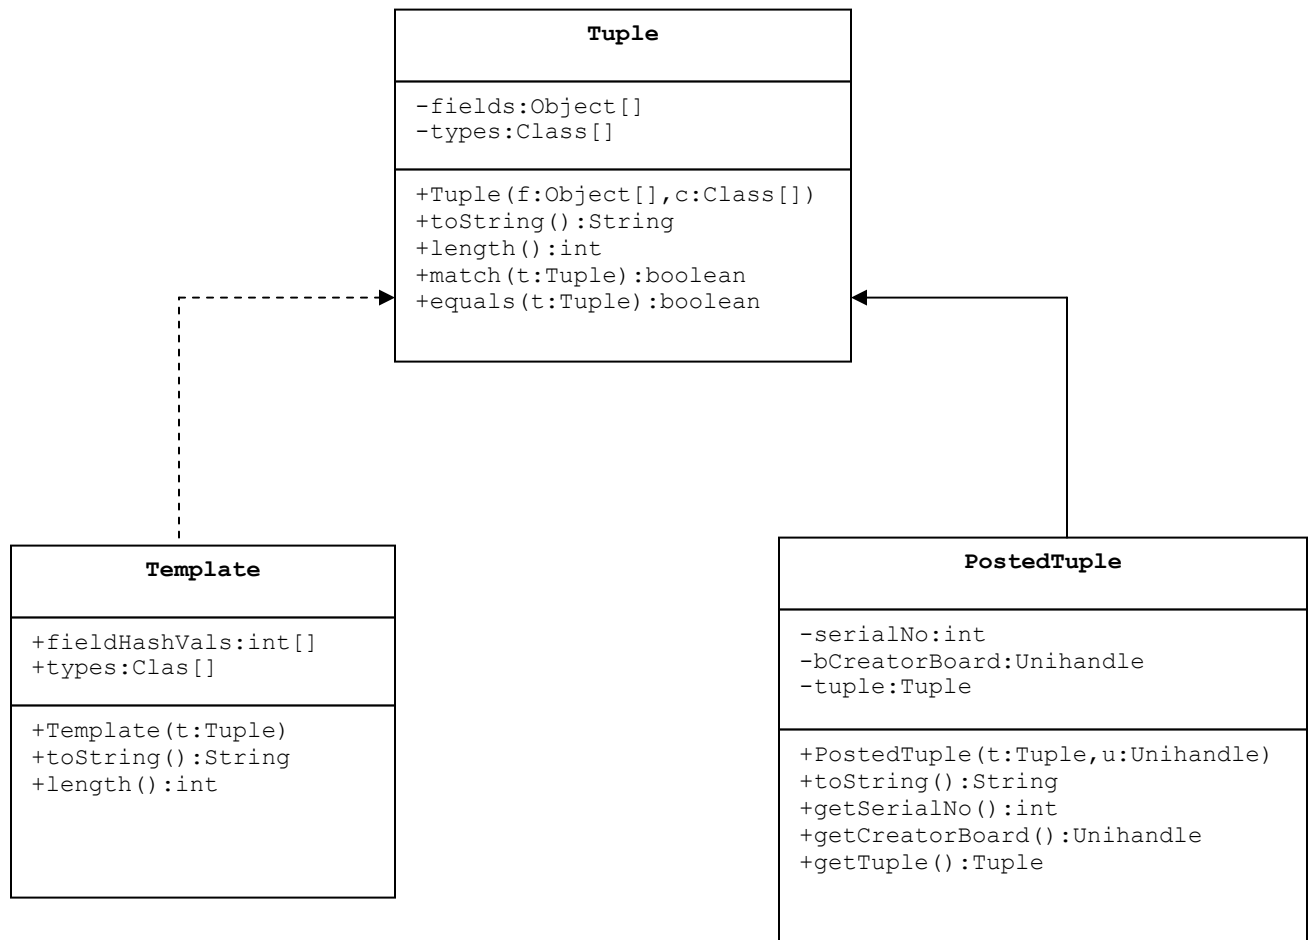 Tuple
-fields:Object[]
-types:Class[]
+Tuple(f:Object[],c:Class[])
+toString():String
+length():int
+match(t:Tuple):boolean
+equals(t:Tuple):boolean
Template
+fieldHashVals:int[]
+types:Clas[]
+Template(t:Tuple)
+toString():String
+length():int
PostedTuple
-serialNo:int
-bCreatorBoard:Unihandle
-tuple:Tuple
+PostedTuple(t:Tuple,u:Unihandle)
+toString():String
+getSerialNo():int
+getCreatorBoard():Unihandle
+getTuple():Tuple